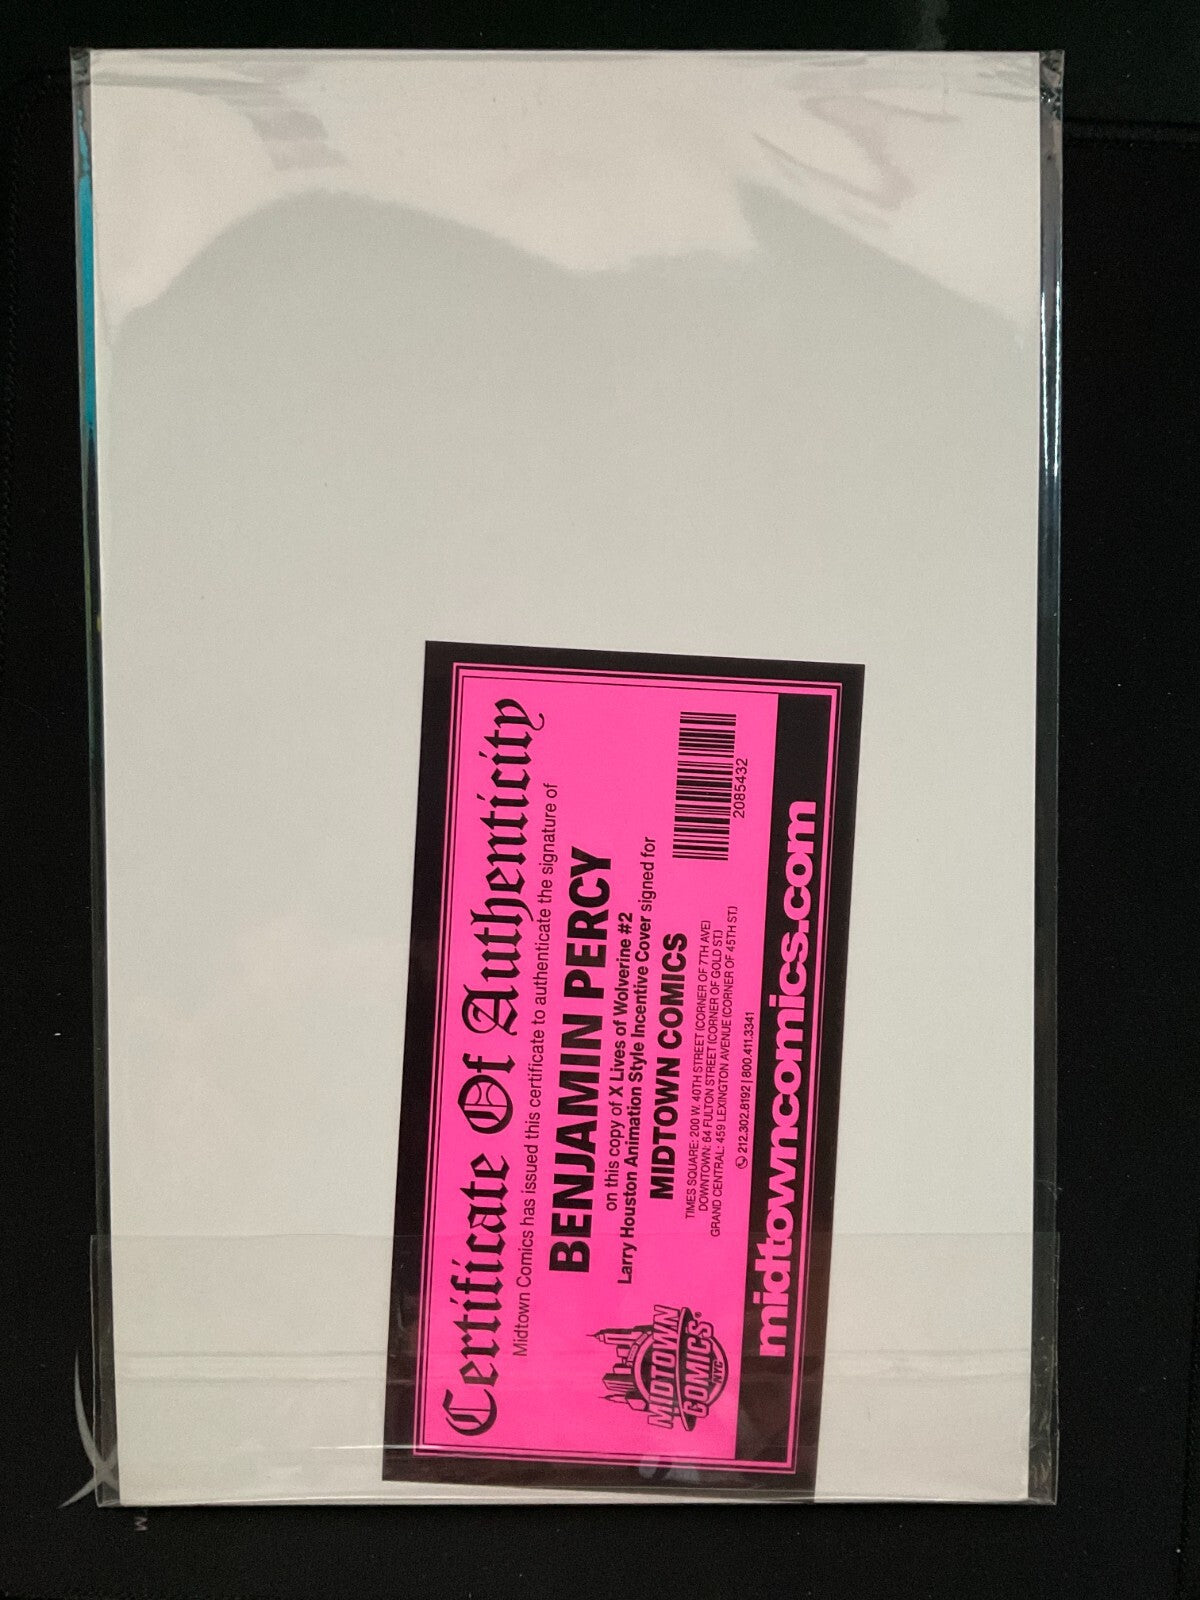 Certificate Of Authenticity
Midtown Comics has issued this certificate to authenticate the signature of
BENJAMIN PERCY
on this copy of X Lives of Wolverine #2
Larry Houston Animation Style Incentive Cover signed for
MIDTOWN COMICS
TIMES SQUARE: 200 W. 40TH STREET (CORNER OF 7TH AVE)
DOWNTOWN: 64 FULTON STREET (CORNER OF GOLD ST)
GRAND CENTRAL: 459 LEXINGTON AVENUE (CORNER OF 45TH ST)
212.302.8192 | 800.411.3341
MIDTOWN
COMICS®
NYC
2085432
midtowncomics.com
M